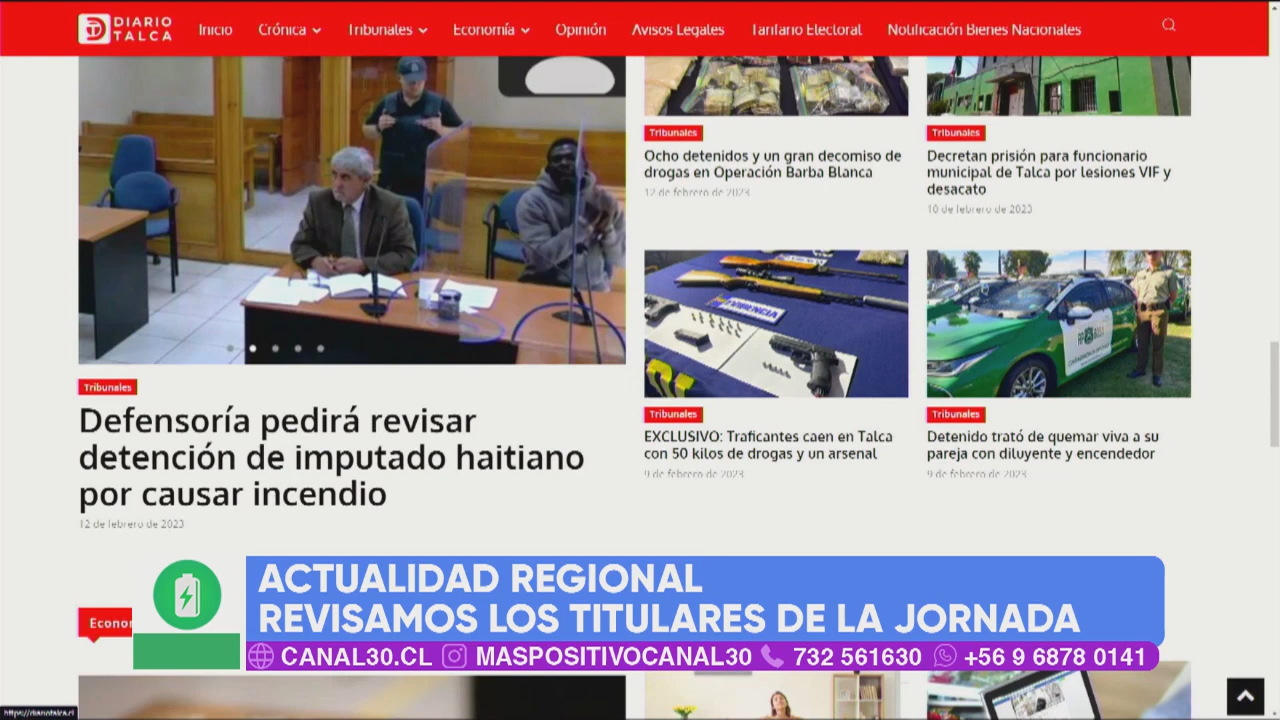 DIARIO
TALCA
Inicio
Crónica
Tribunales
Economía
Opinión
Avisos Legales
Tarifario Electoral
Notificación Bienes Nacionales
Tribunales
Defensoría pedirá revisar
detención de imputado haitiano
por causar incendio
12 de febrero de 2023
Tribunales
Ocho detenidos y un gran decomiso de
drogas en Operación Barba Blanca
12 de febrero de 2023
Tribunales
Decretan prisión para funcionario
municipal de Talca por lesiones VIF y
desacato
10 de febrero de 2023
Tribunales
EXCLUSIVO: Traficantes caen en Talca
con 50 kilos de drogas y un arsenal
9 de febrero de 2023
Tribunales
Detenido trató de quemar viva a su
pareja con diluyente y encendedor
9 de febrero de 2023
Econo
ACTUALIDAD REGIONAL
REVISAMOS LOS TITULARES DE LA JORNADA
CANAL30.CL MASPOSITIVOCANAL30 732 561630 +56 9 6878 0141
https://diariotalca.cl